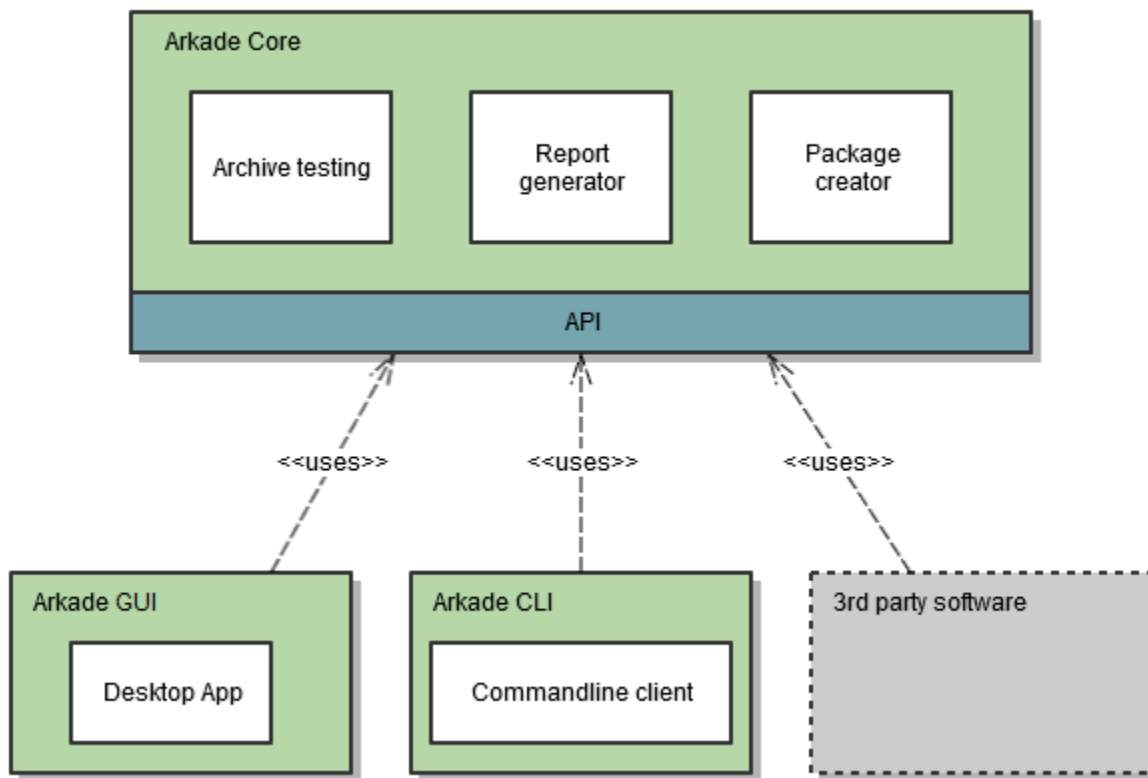 Arkade Core
Archive testing
Report
generator
Package
creator
API
<<uses>>
<<uses>>
<<uses>>
Arkade GUI
Desktop App
Arkade CLI
Commandline client
3rd party software